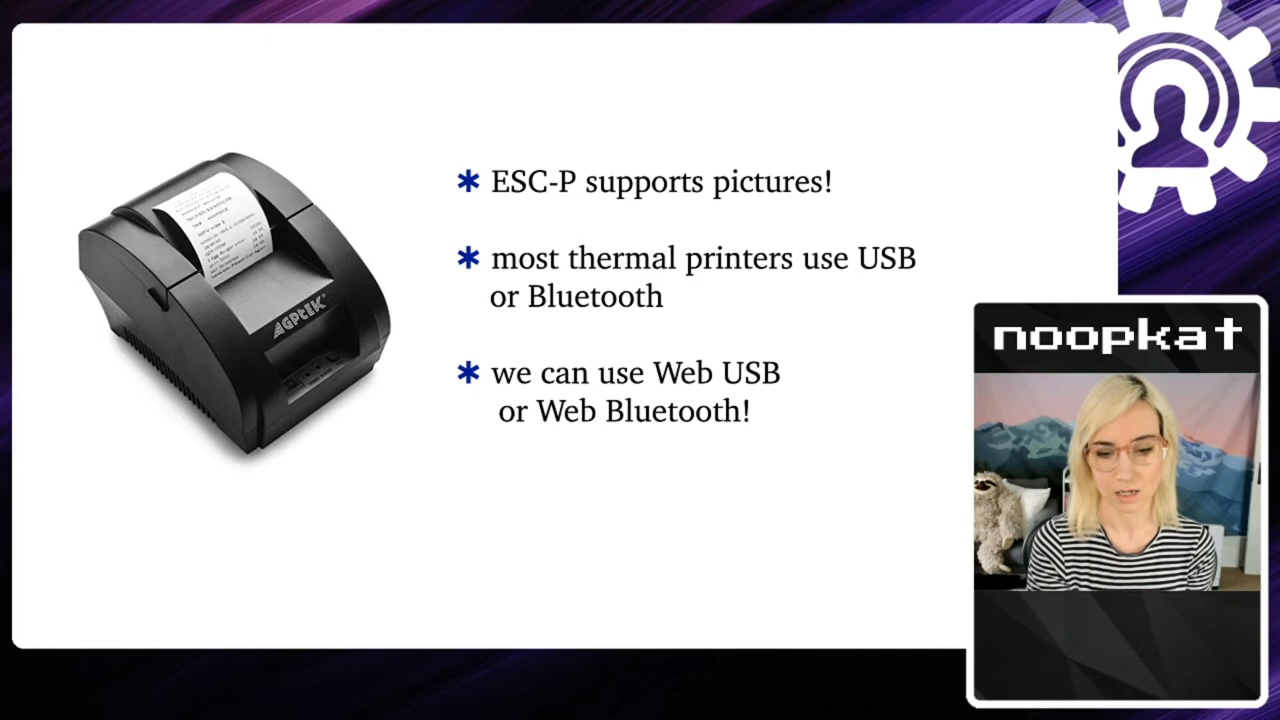 * ESC-P supports pictures!
* most thermal printers use USB
or Bluetooth
* we can use Web USB
or Web Bluetooth!
AGPTEK
noopkat